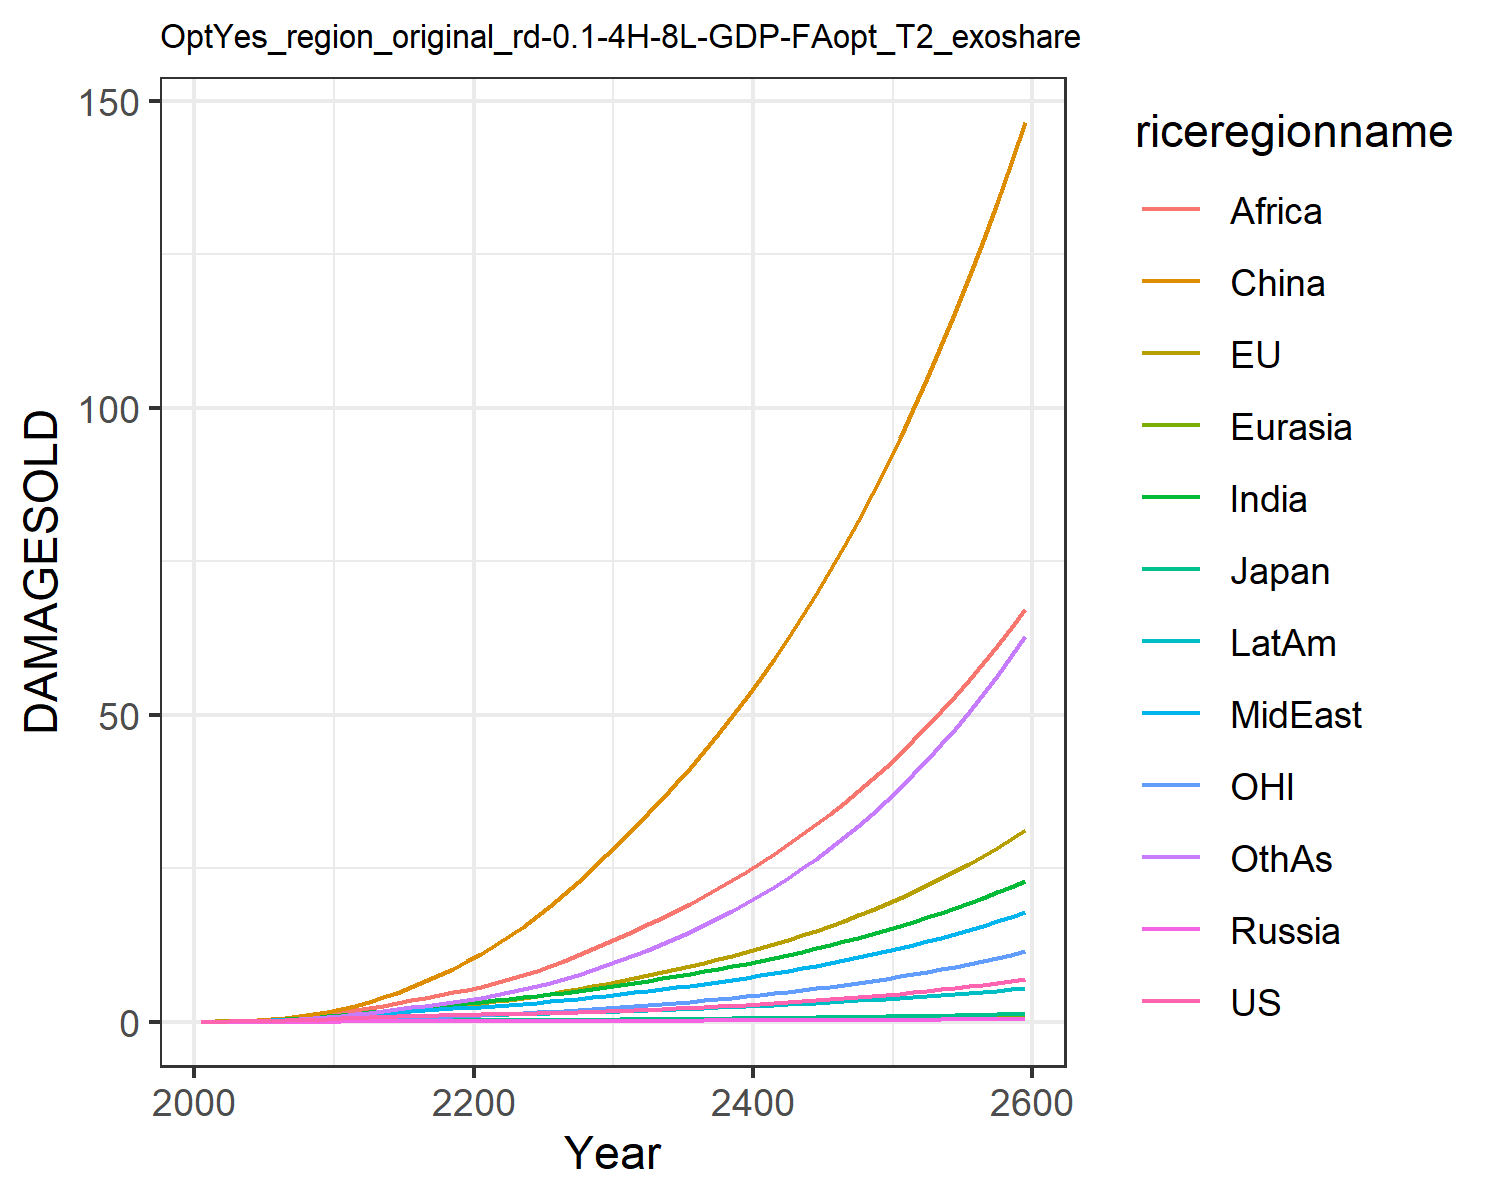 OptYes_region_original_rd-0.1-4H-8L-GDP-FAopt_T2_exoshare
150
100
50
0
DAMAGESOLD
2000
2200
2400
2600
Year
riceregionname
Africa
China
EU
Eurasia
India
Japan
LatAm
MidEast
OHI
OthAs
Russia
US